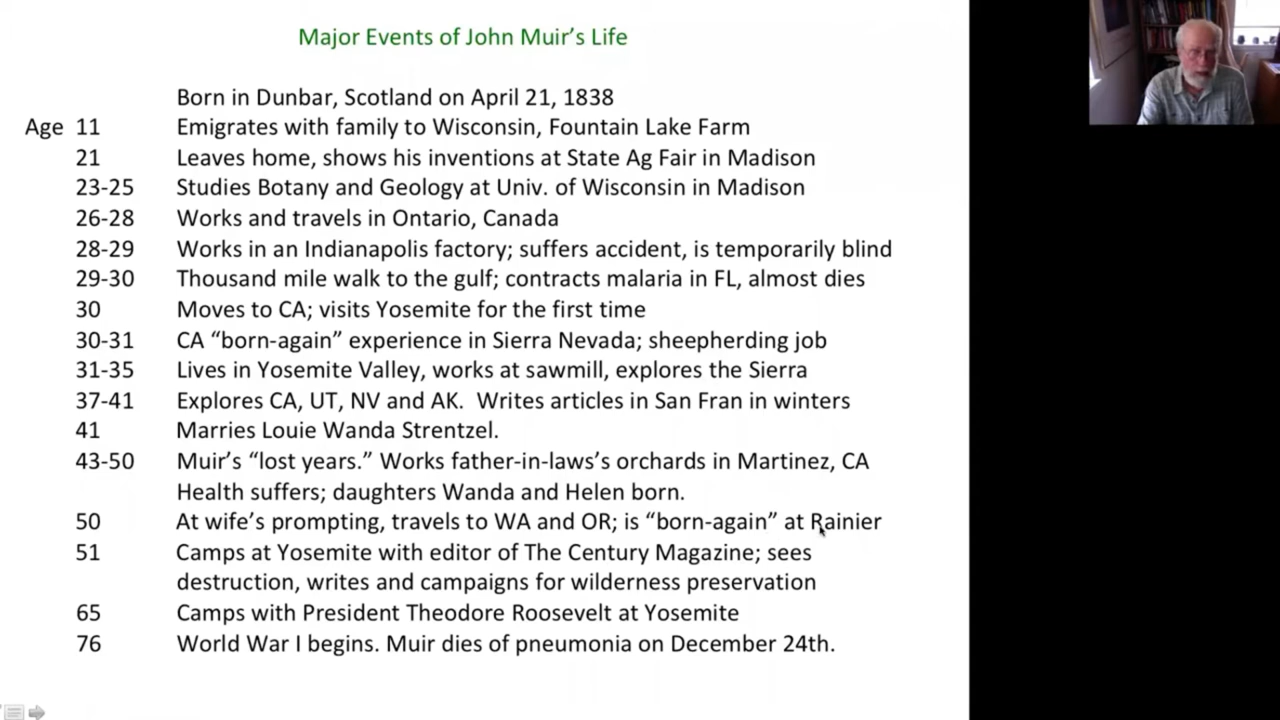 Major Events of John Muir's Life
Born in Dunbar, Scotland on April 21, 1838
Age 11 Emigrates with family to Wisconsin, Fountain Lake Farm
21 Leaves home, shows his inventions at State Ag Fair in Madison
23-25 Studies Botany and Geology at Univ. of Wisconsin in Madison
26-28 Works and travels in Ontario, Canada
28-29 Works in an Indianapolis factory; suffers accident, is temporarily blind
29-30 Thousand mile walk to the gulf; contracts malaria in FL, almost dies
30 Moves to CA; visits Yosemite for the first time
30-31 CA “born-again” experience in Sierra Nevada; sheepherding job
31-35 Lives in Yosemite Valley, works at sawmill, explores the Sierra
37-41 Explores CA, UT, NV and AK. Writes articles in San Fran in winters
41 Marries Louie Wanda Strentzel.
43-50 Muir's “lost years.” Works father-in-laws's orchards in Martinez, CA
Health suffers; daughters Wanda and Helen born.
50 At wife's prompting, travels to WA and OR; is “born-again” at Rainier
51 Camps at Yosemite with editor of The Century Magazine; sees
destruction, writes and campaigns for wilderness preservation
65 Camps with President Theodore Roosevelt at Yosemite
76 World War I begins. Muir dies of pneumonia on December 24th.